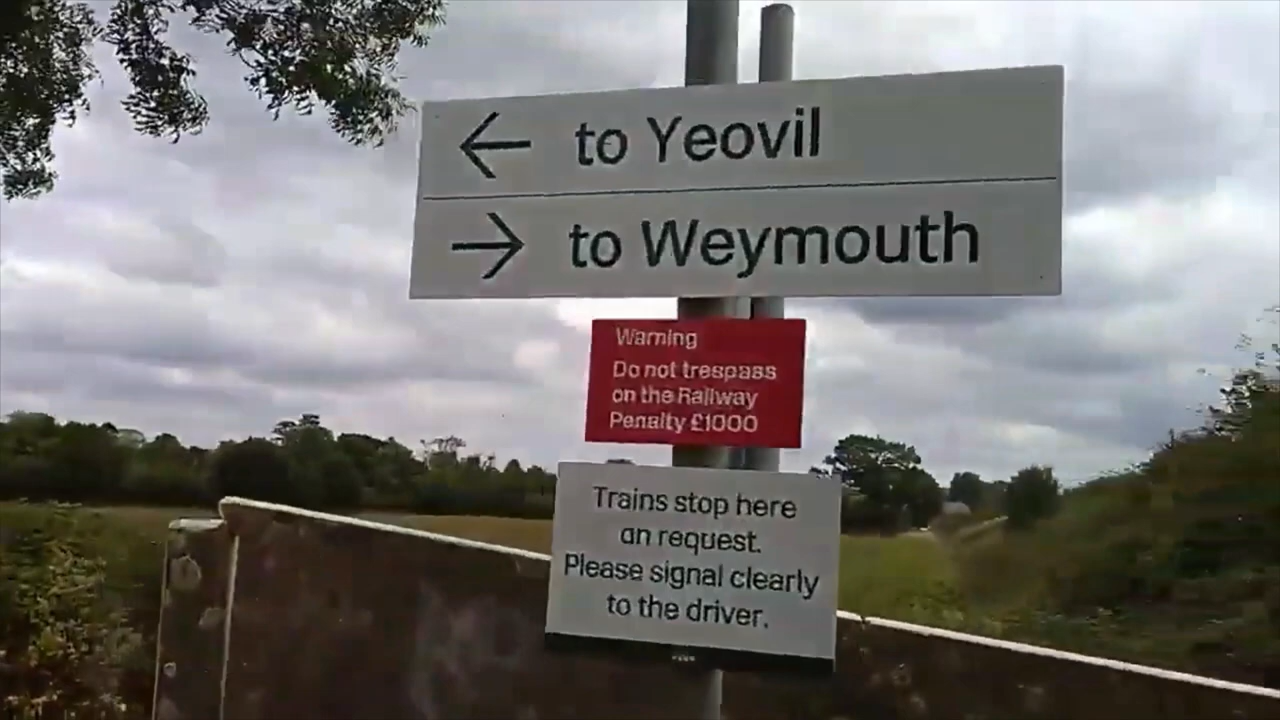 ← to Yeovil
→ to Weymouth
Warning
Do not trespass
on the Railway
Penalty £1000
Trains stop here
on request.
Please signal clearly
to the driver.